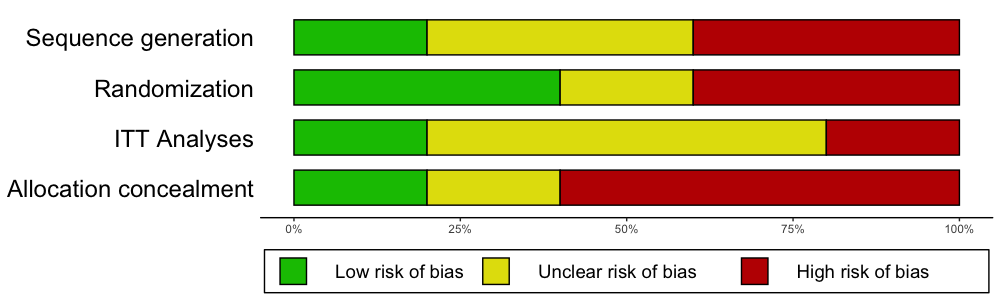 Sequence generation
Randomization
ITT Analyses
Allocation concealment
0% 25% 50% 75% 100%
Low risk of bias Unclear risk of bias High risk of bias